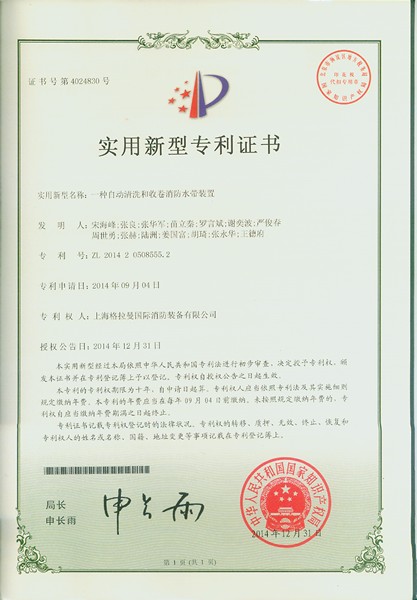 证书号第4024830号
实用新型专利证书
实用新型名称：一种自动清洗和收卷消防水带装置
发 明 人：宋海峰;张良;张华军;苗立秦;罗言斌;谢奕波;严俊春
周世勇;张赫;陆洲;姜国富;胡琦;张永华;王德府
专 利 号：ZL 2014 2 0508555.2
专利申请日：2014年09月04日
专 利 权 人：上海格拉曼国际消防装备有限公司
授权公告日：2014年12月31日
本实用新型经过本局依照中华人民共和国专利法进行初步审查，决定授予专利权，颁
发本证书并在专利登记簿上予以登记。专利权自授权公告之日起生效。
本专利的专利权期限为十年，自申请日起算。专利权人应当依照专利法及其实施细则
规定缴纳年费。本专利的年费应当在每年09月04日前缴纳。未按照规定缴纳年费的，专利
权自应当缴纳年费期满之日起终止。
专利证书记载专利权登记时的法律状况。专利权的转移、质押、无效、终止、恢复和
专利权人的姓名或名称、国籍、地址变更等事项记载在专利登记簿上。
局长
申长雨
申长雨
中华人民共和国国家知识产权局
2014年12月31日
第1页(共1页)